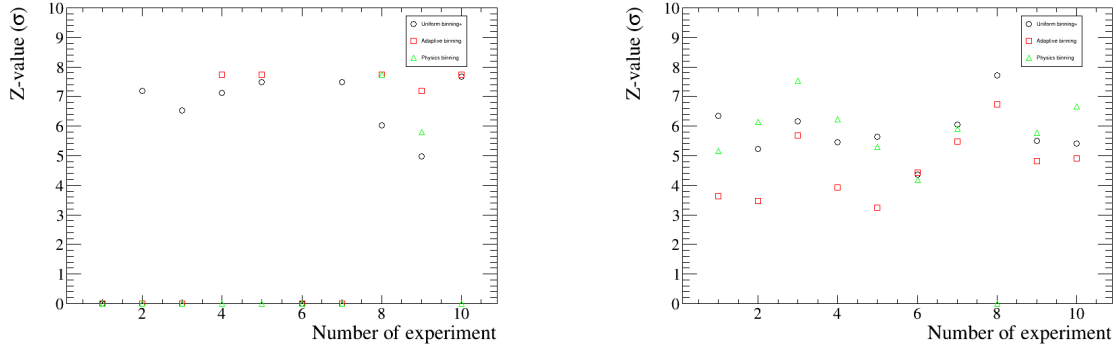 Z-value (σ)
10
9
8
7
6
5
4
3
2
1
0
2 4 6 8 10
Number of experiment
Uniform binning+
Adaptive binning
Physics binning
Z-value (σ)
10
9
8
7
6
5
4
3
2
1
0
2 4 6 8 10
Number of experiment
Uniform binning+
Adaptive binning
Physics binning